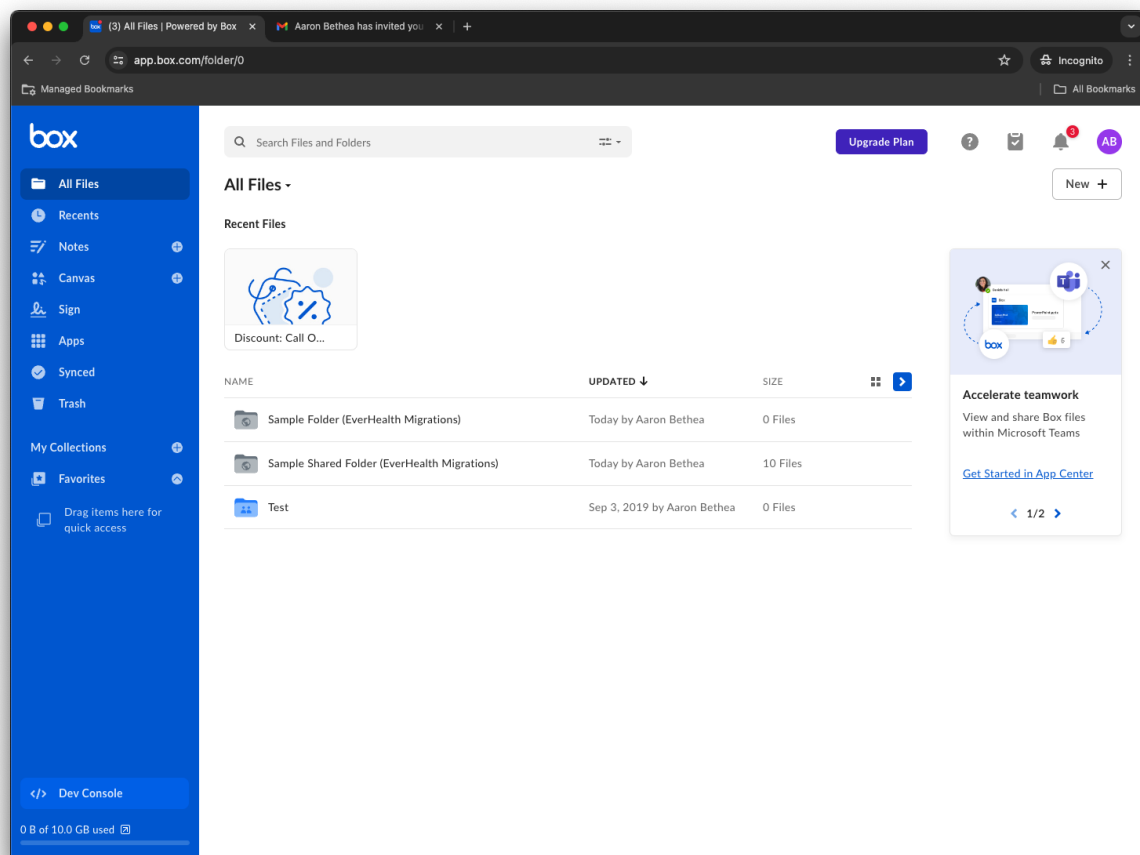 (3) All Files | Powered by Box
Aaron Bethea has invited you
app.box.com/folder/0
Incognito
Managed Bookmarks
All Bookmarks
box
Search Files and Folders
Upgrade Plan
?
3
AB
All Files
New +
Recent Files
All Files
Recents
Notes
Canvas
Sign
Apps
Synced
Trash
My Collections
Favorites
Drag items here for
quick access
Discount: Call O...
NAME UPDATED SIZE
Sample Folder (EverHealth Migrations) Today by Aaron Bethea 0 Files
Sample Shared Folder (EverHealth Migrations) Today by Aaron Bethea 10 Files
Test Sep 3, 2019 by Aaron Bethea 0 Files
box
6
Accelerate teamwork
View and share Box files
within Microsoft Teams
Get Started in App Center
1/2
</> Dev Console
0 B of 10.0 GB used